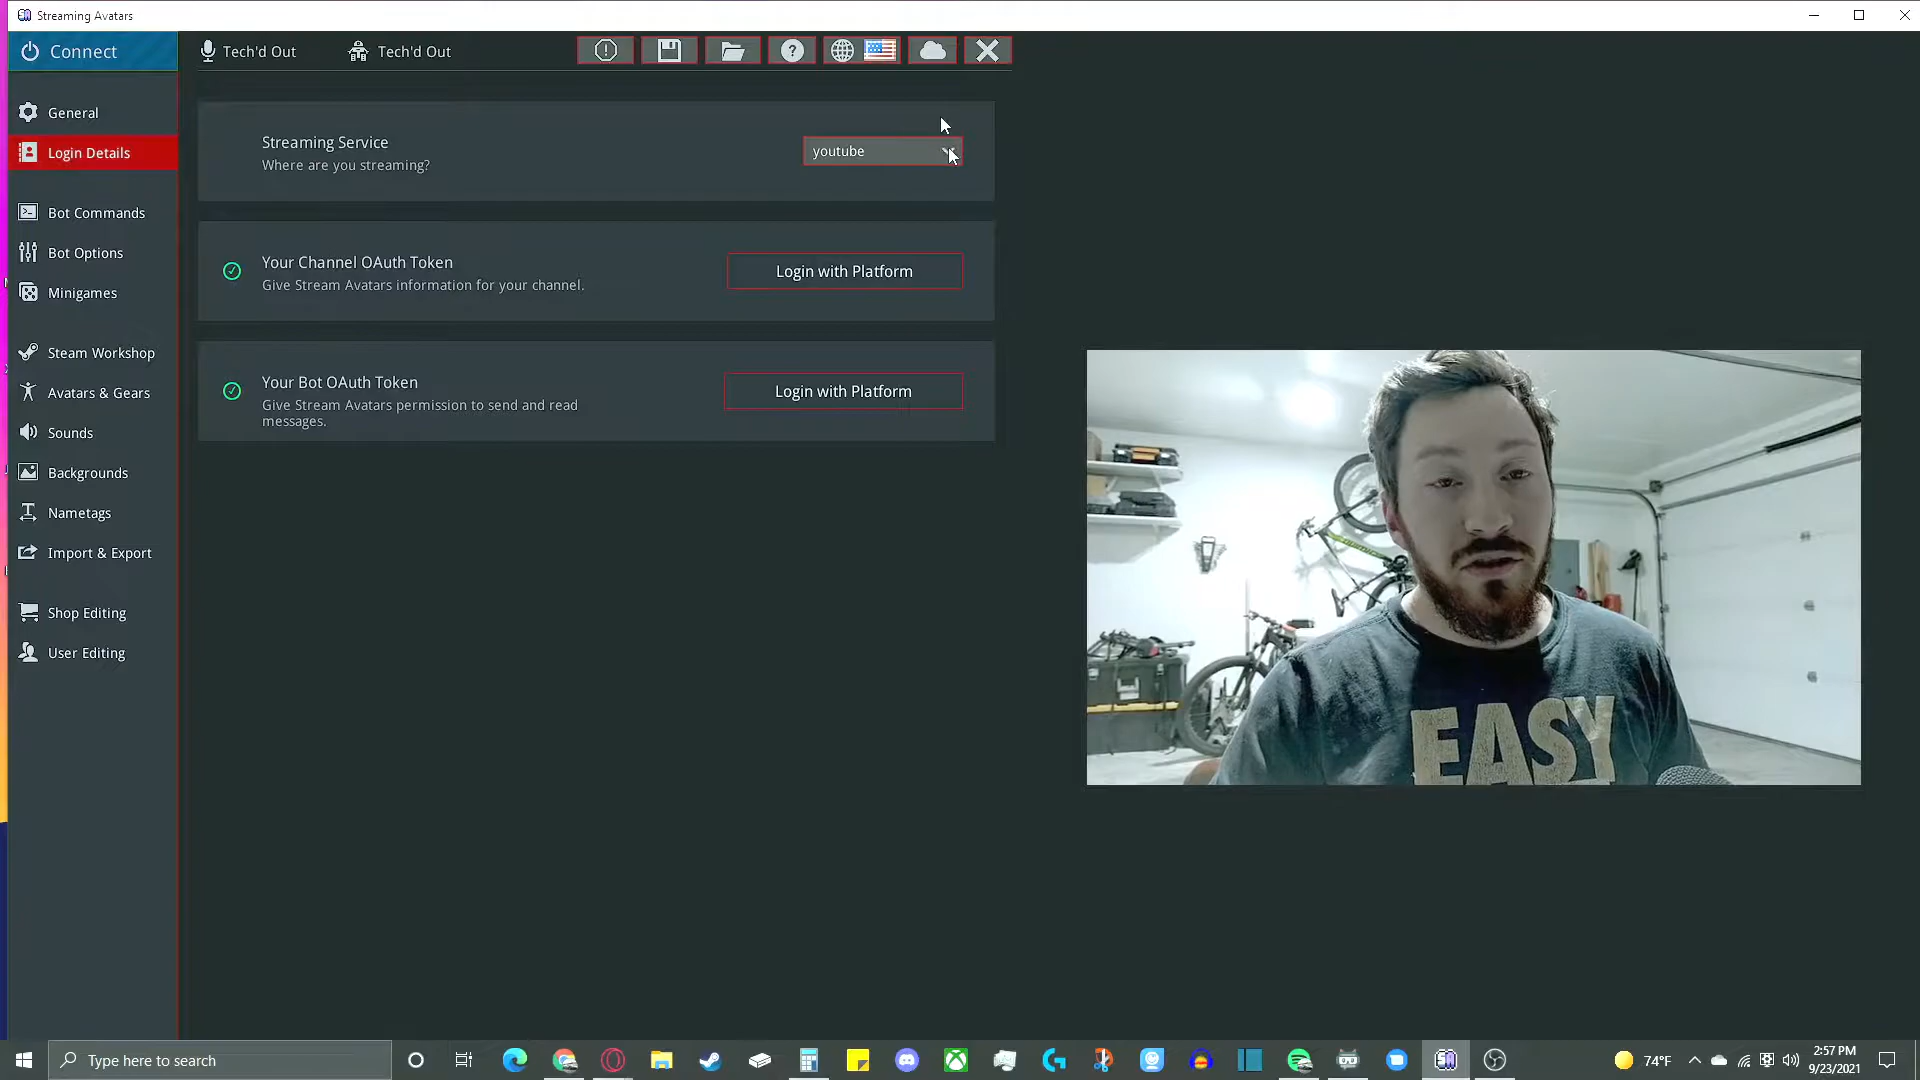 Streaming Avatars
Connect
Tech'd Out
Tech'd Out
General
Login Details
Bot Commands
Bot Options
Minigames
Steam Workshop
Avatars & Gears
Sounds
Backgrounds
Nametags
Import & Export
Shop Editing
User Editing
Streaming Service
Where are you streaming?
youtube
Your Channel OAuth Token
Give Stream Avatars information for your channel.
Login with Platform
Your Bot OAuth Token
Give Stream Avatars permission to send and read
messages.
Login with Platform
EASY
Type here to search
74°F
2:57 PM
9/23/2021